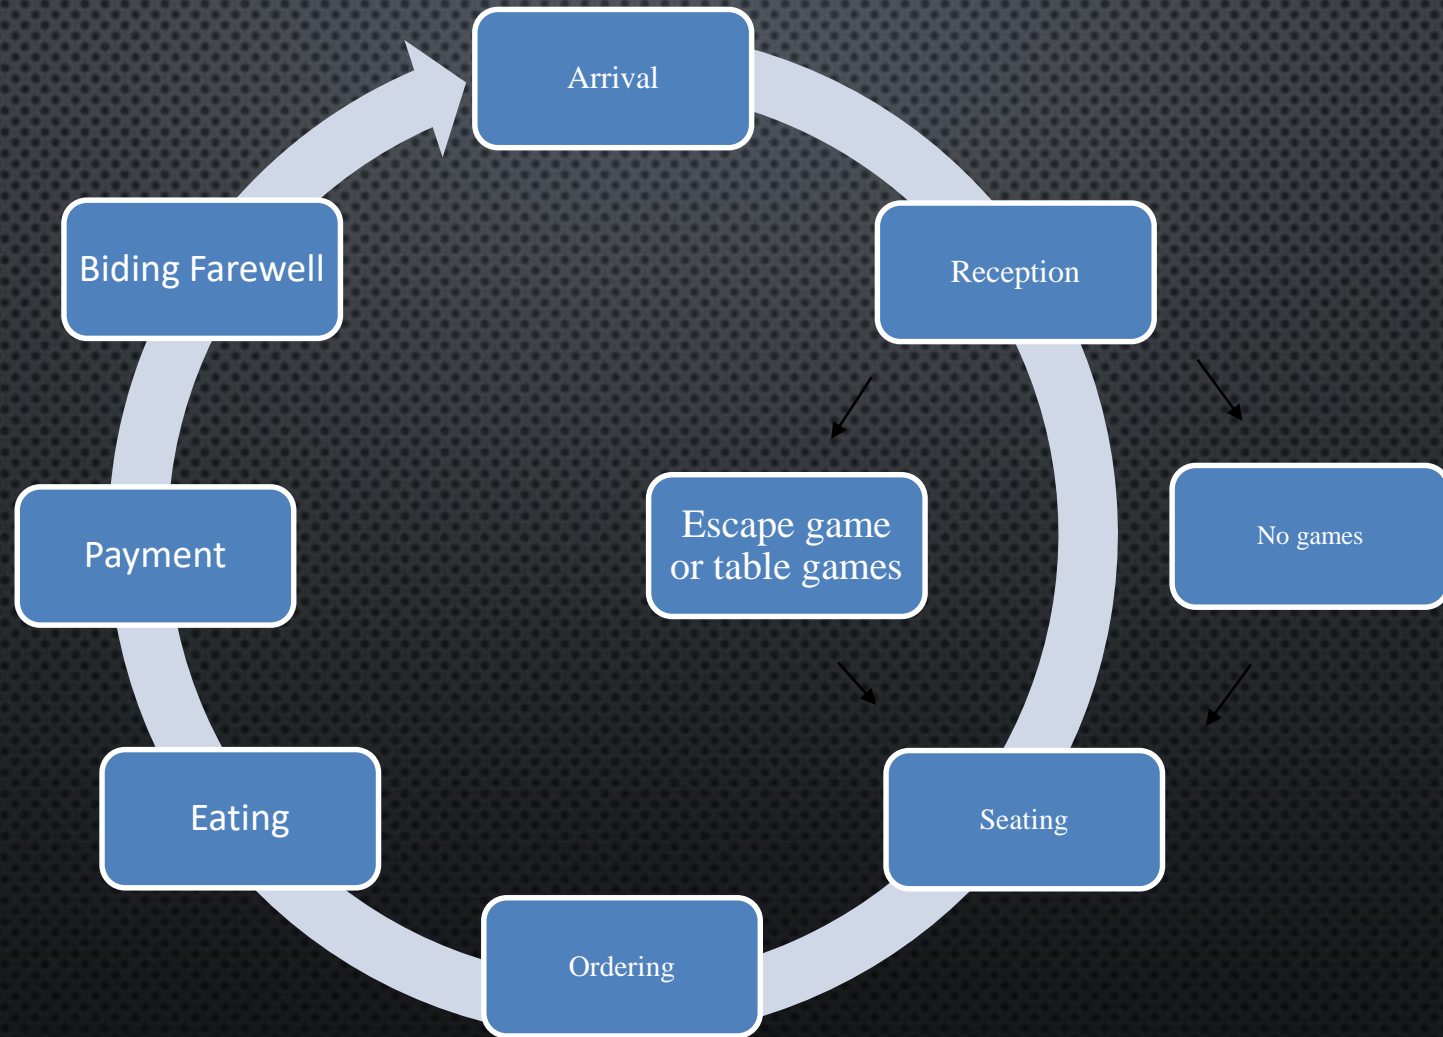 Arrival
Reception
Escape game
or table games
No games
Seating
Ordering
Eating
Payment
Biding Farewell